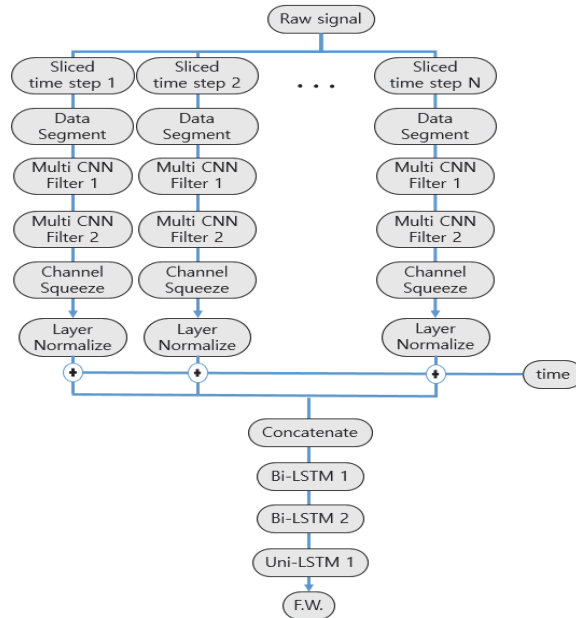 Raw signal
Sliced
time step 1
Sliced
time step 2
. . .
Sliced
time step N
Data
Segment
Data
Segment
Data
Segment
Multi CNN
Filter 1
Multi CNN
Filter 1
Multi CNN
Filter 1
Multi CNN
Filter 2
Multi CNN
Filter 2
Multi CNN
Filter 2
Channel
Squeeze
Channel
Squeeze
Channel
Squeeze
Layer
Normalize
Layer
Normalize
Layer
Normalize
+
+
+
time
Concatenate
Bi-LSTM 1
Bi-LSTM 2
Uni-LSTM 1
F.W.